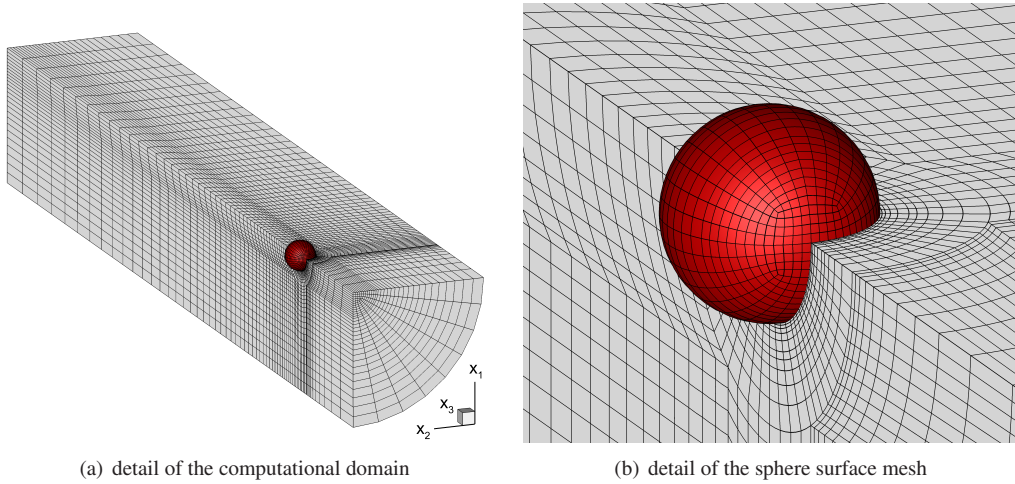 x1
x3
x2
(a) detail of the computational domain
(b) detail of the sphere surface mesh